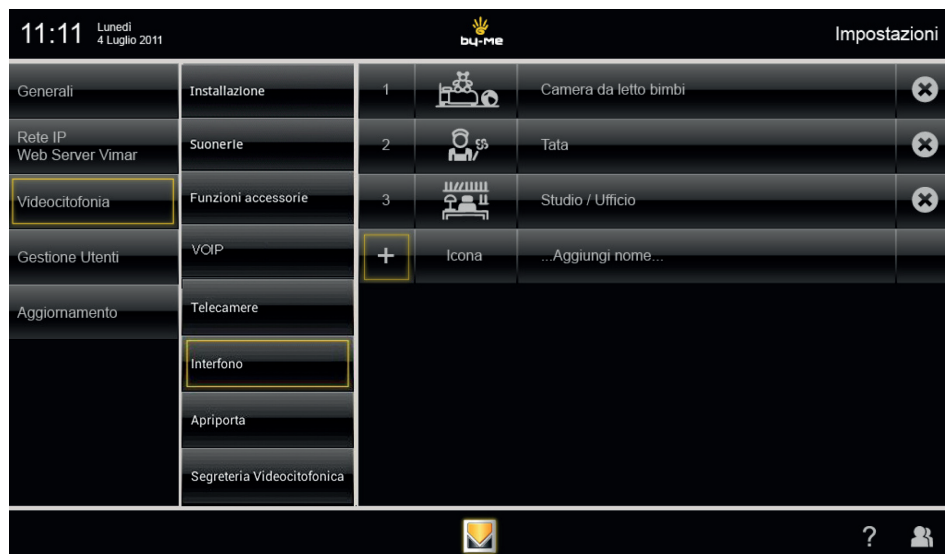 11:11
Lunedì
4 Luglio 2011
by-me
Impostazioni
Generali
Rete IP
Web Server Vimar
Videocitofonia
Gestione Utenti
Aggiornamento
Installazione
Suonerie
Funzioni accessorie
VOIP
Telecamere
Interfono
Apriporta
Segreteria Videocitofonica
1
Camera da letto bimbi
2
Tata
3
Studio / Ufficio
+
Icona
...Aggiungi nome...
?